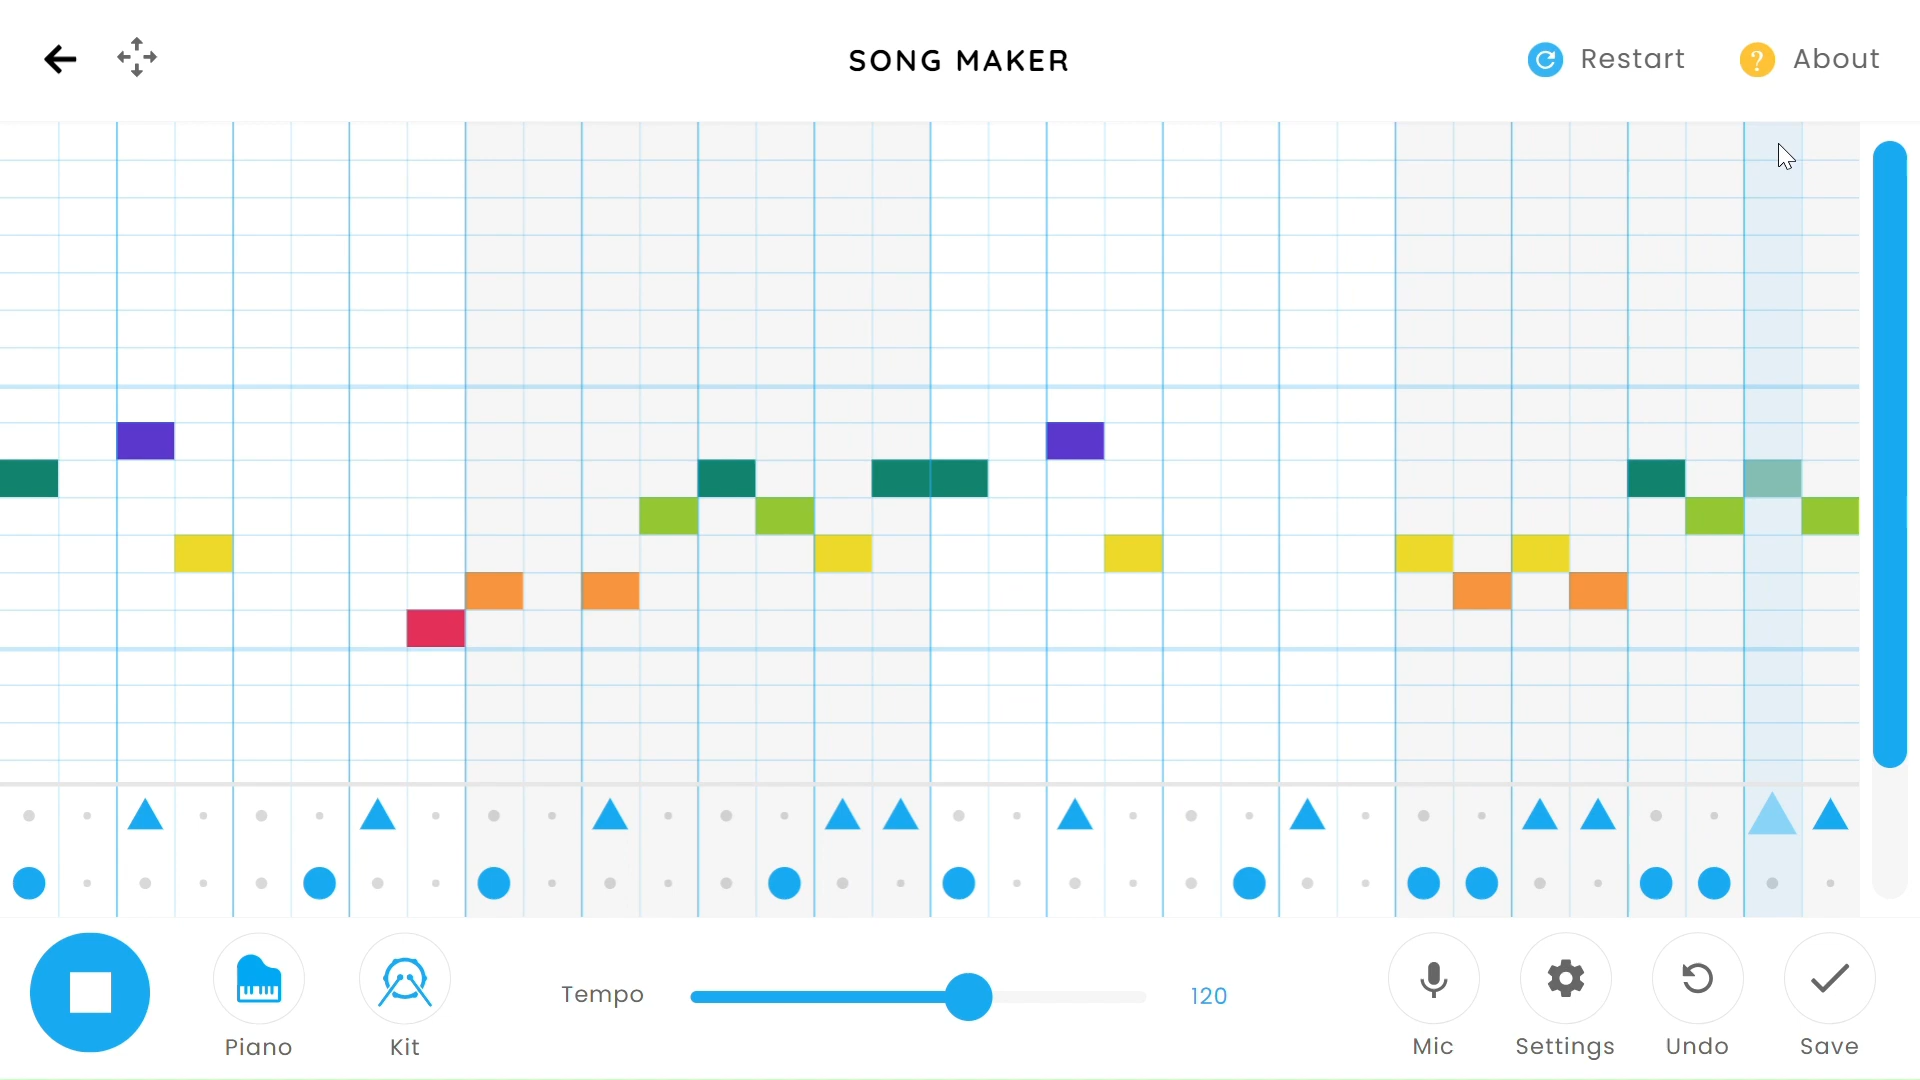 SONG MAKER
Restart
? About
Tempo
120
Piano
Kit
Mic
Settings
Undo
Save